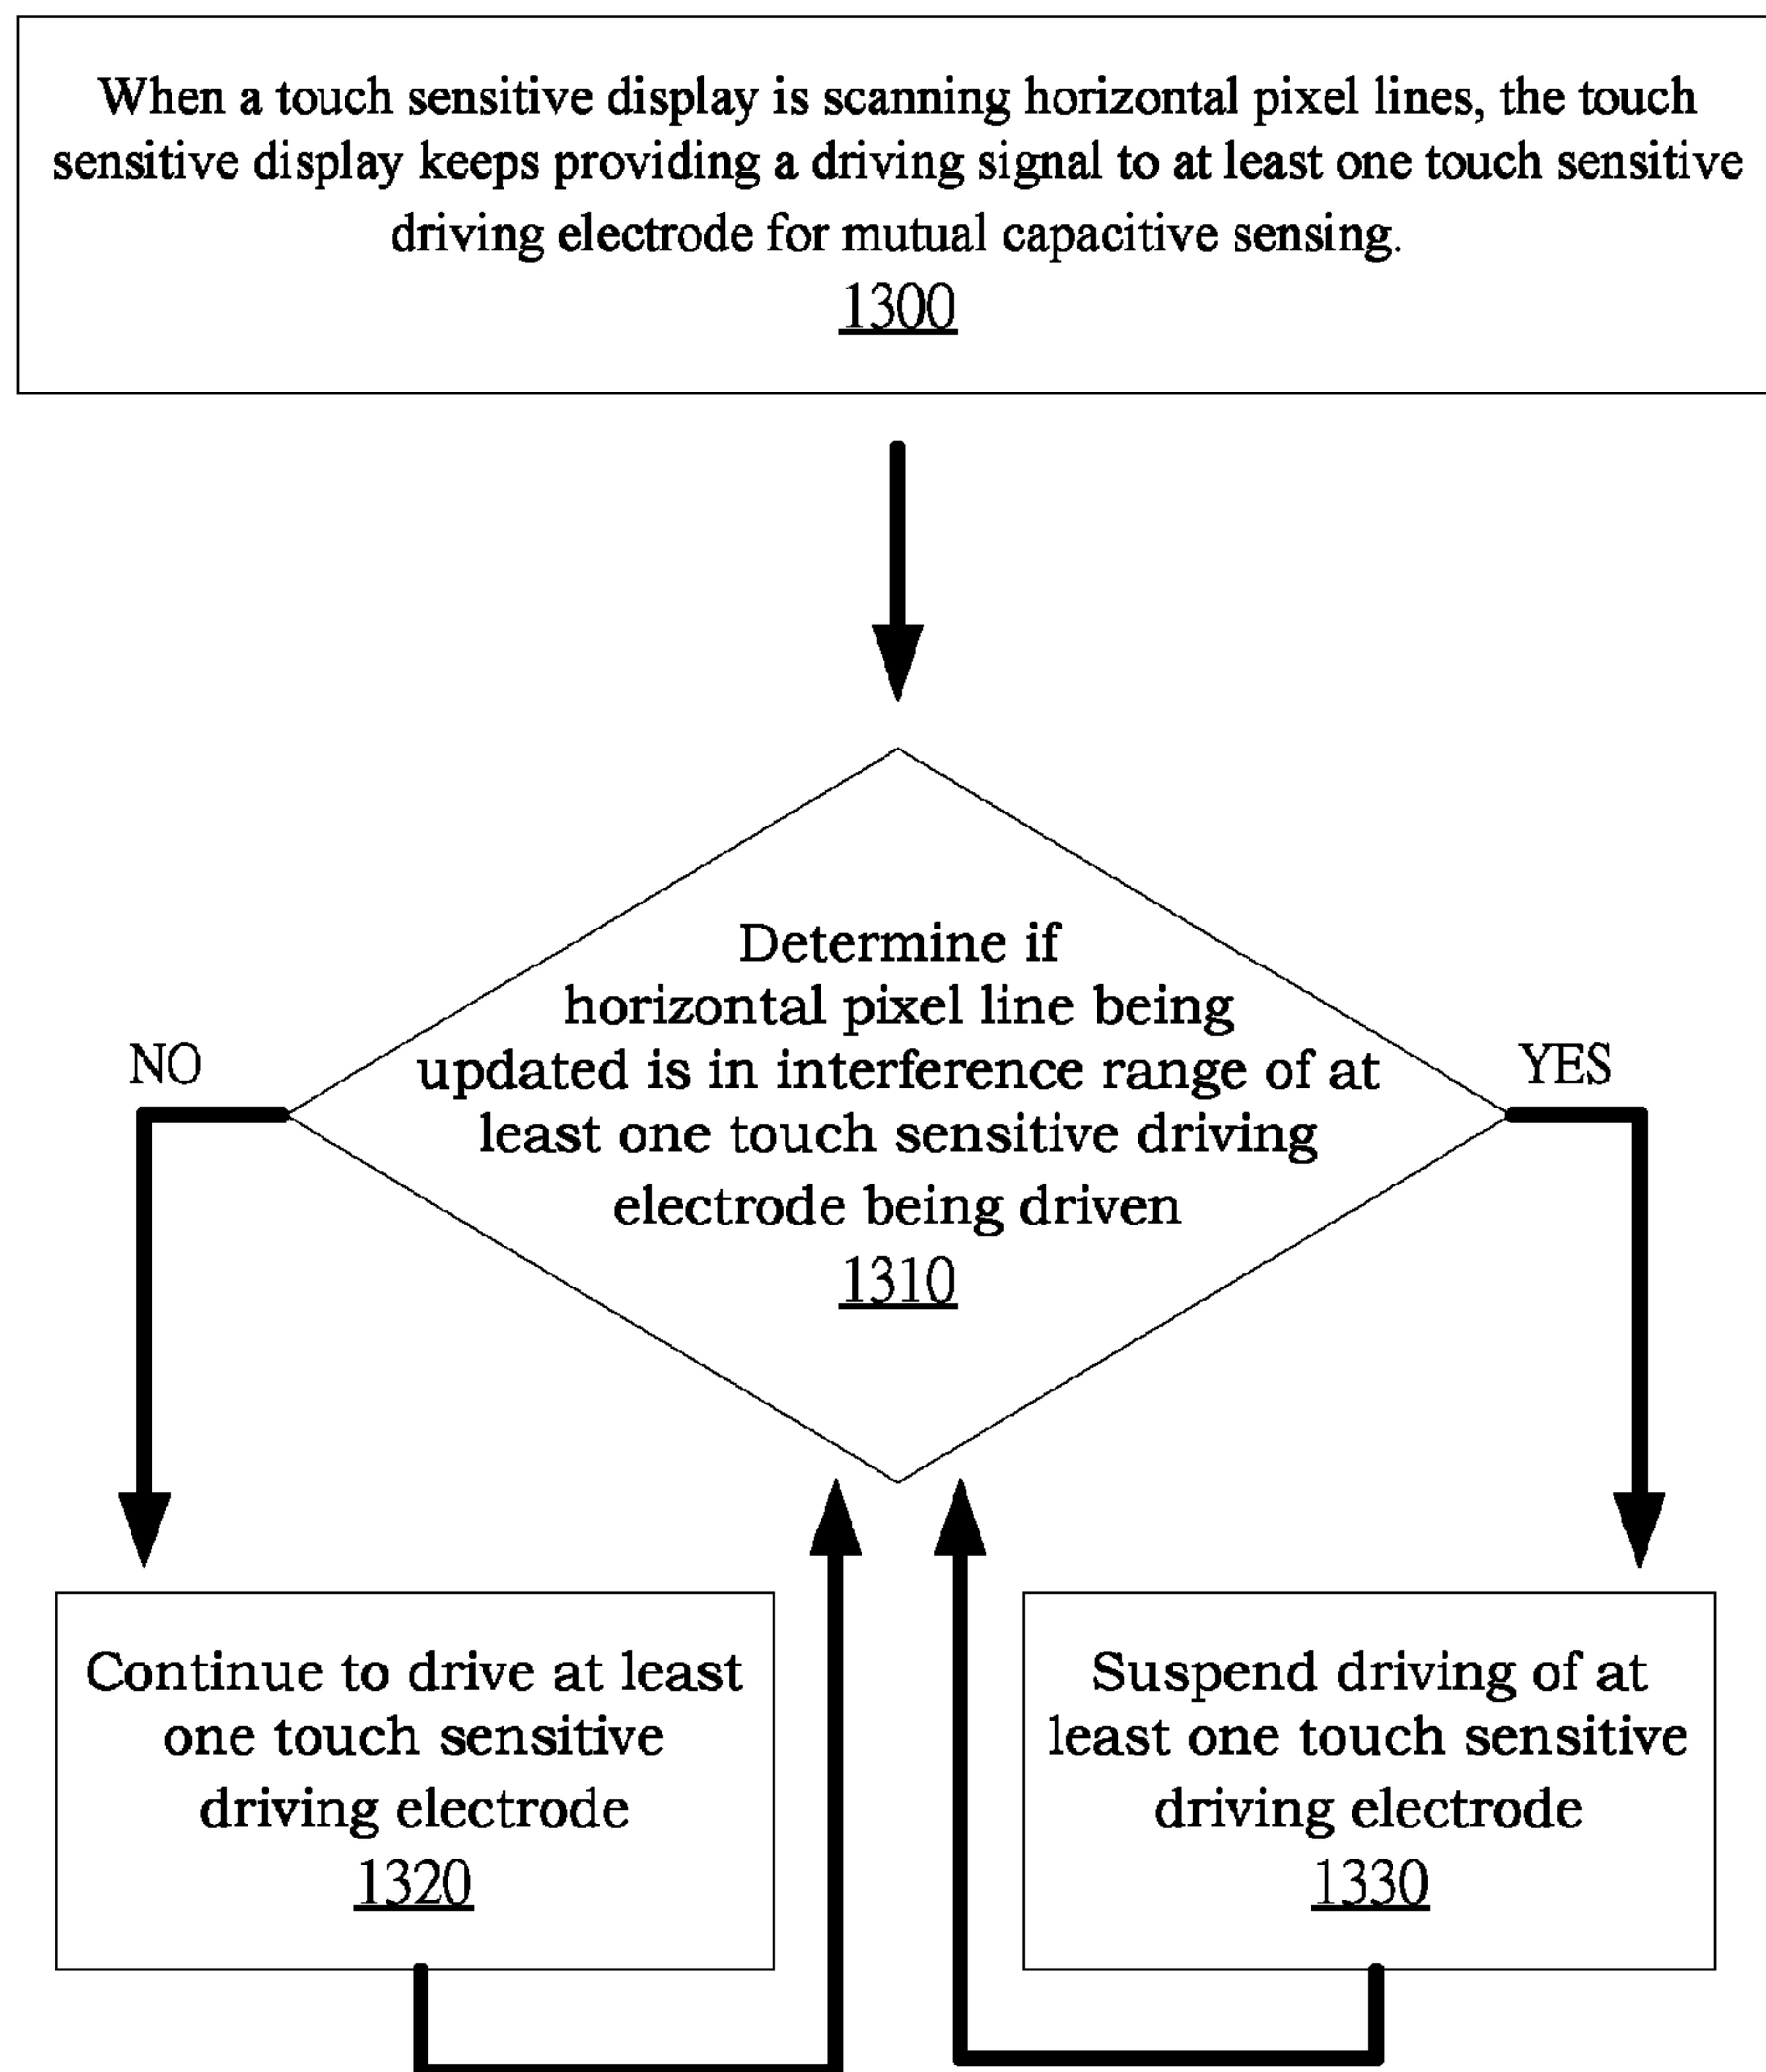 When a touch sensitive display is scanning horizontal pixel lines, the touch
sensitive display keeps providing a driving signal to at least one touch sensitive
driving electrode for mutual capacitive sensing.
1300
Determine if
horizontal pixel line being
updated is in interference range of at
least one touch sensitive driving
electrode being driven
1310
NO
YES
Continue to drive at least
one touch sensitive
driving electrode
1320
Suspend driving of at
least one touch sensitive
driving electrode
1330